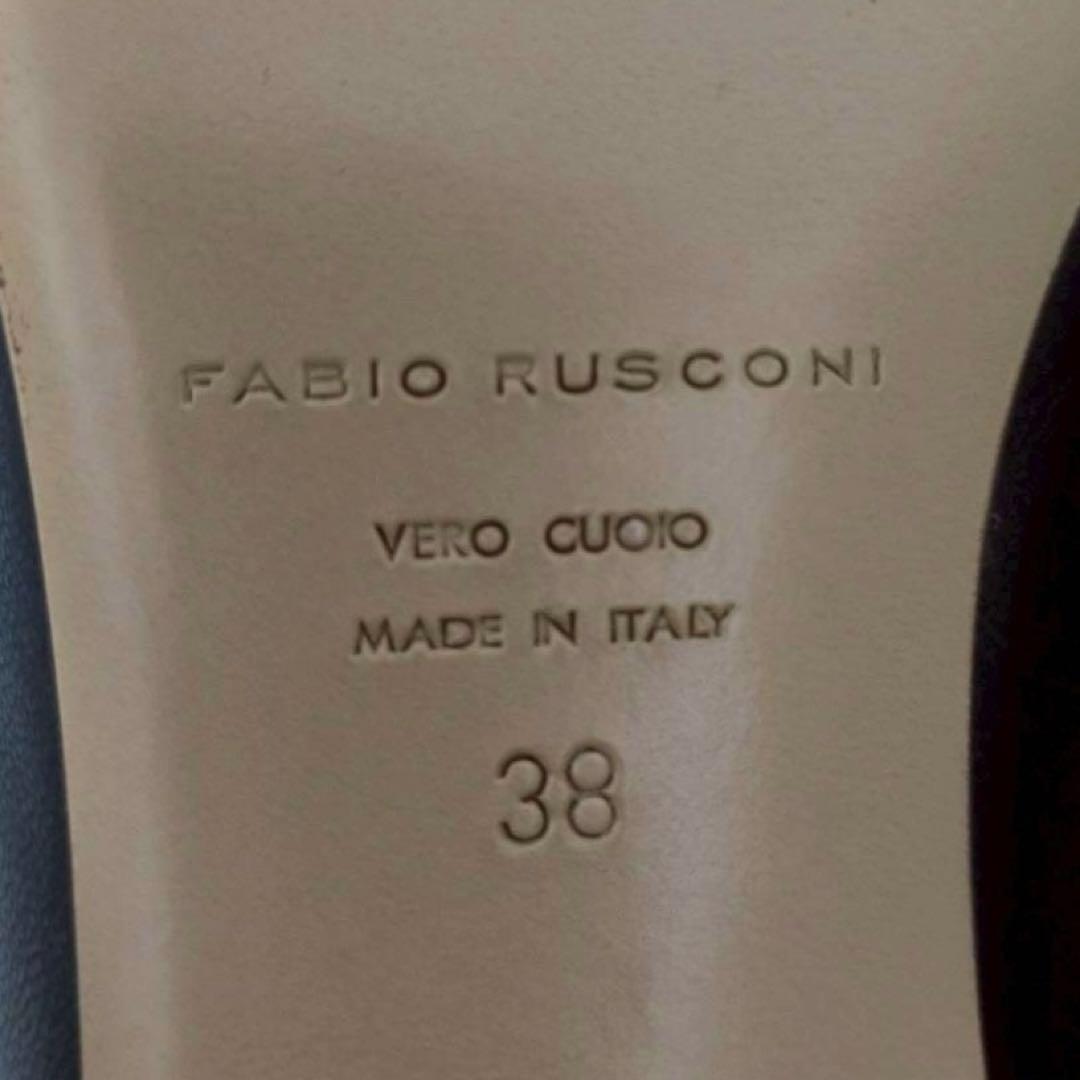 FABIO RUSCONI
VERO CUOIO
MADE IN ITALY
38